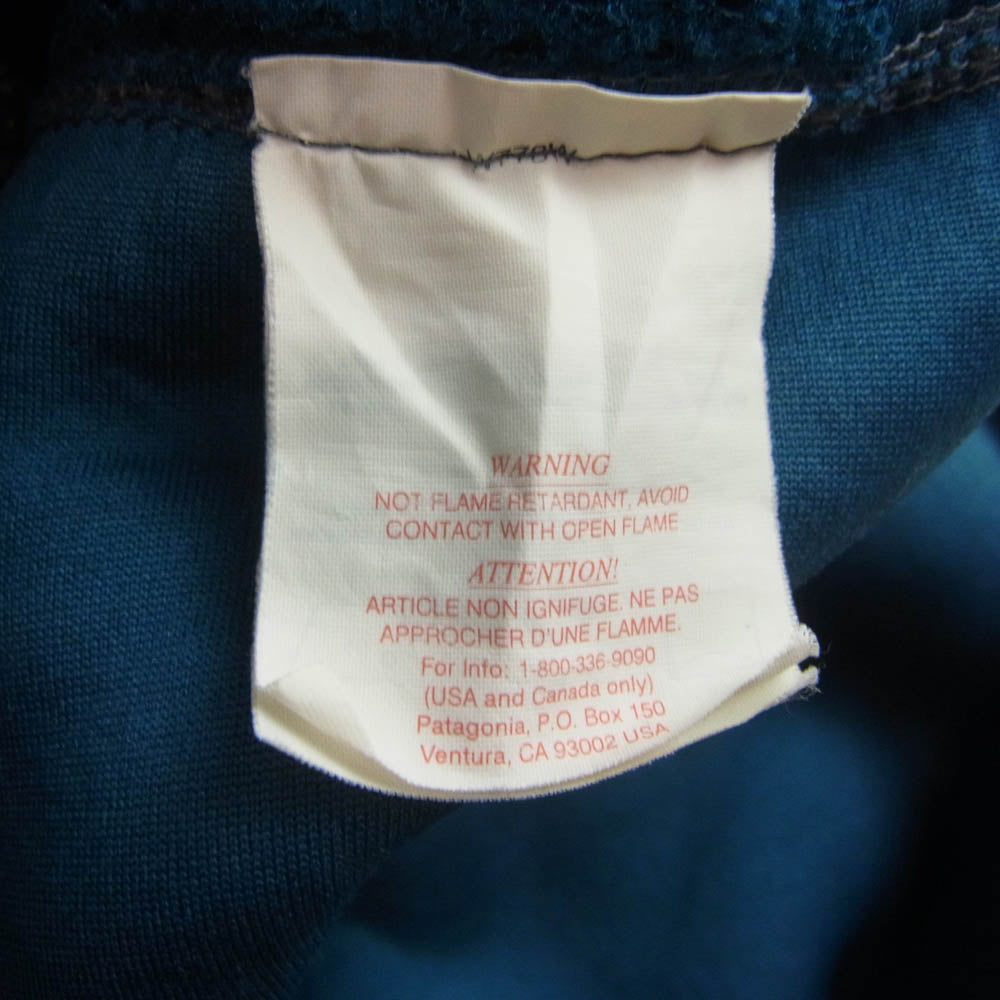 WARNING
NOT FLAME RETARDANT, AVOID
CONTACT WITH OPEN FLAME
ATTENTION!
ARTICLE NON IGNIFUGE. NE PAS
APPROCHER D'UNE FLAMME.
For Info: 1-800-336-9090
(USA and Canada only)
Patagonia, P.O. Box 150
Ventura, CA 93002 USA